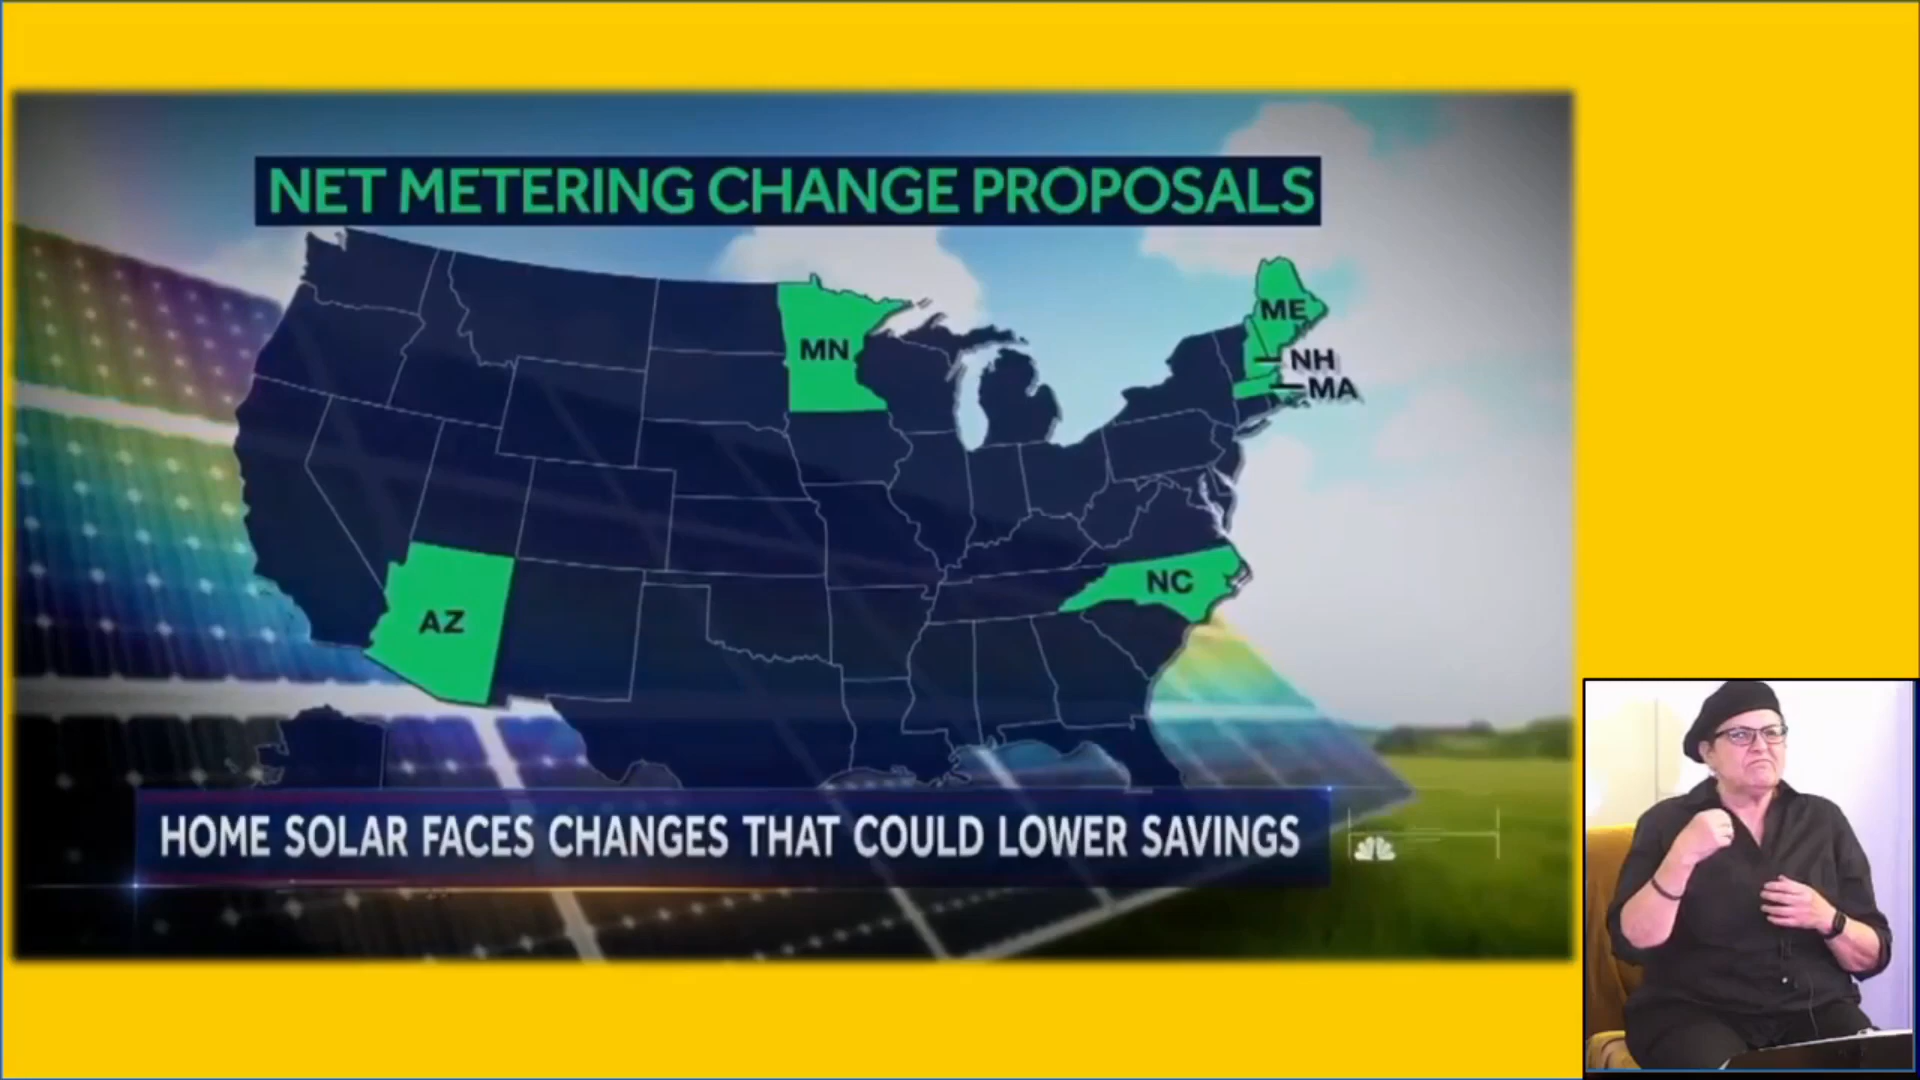 NET METERING CHANGE PROPOSALS
MN
ME
NH
MA
AZ
NC
HOME SOLAR FACES CHANGES THAT COULD LOWER SAVINGS